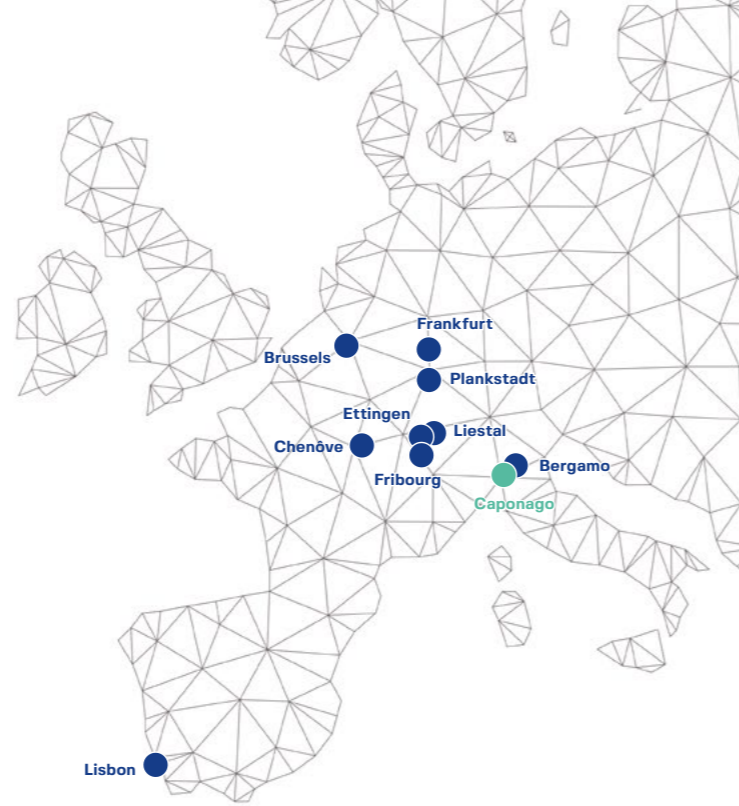 Frankfurt
Brussels
Plankstadt
Ettingen
Liestal
Chenôve
Bergamo
Fribourg
Caponago
Lisbon